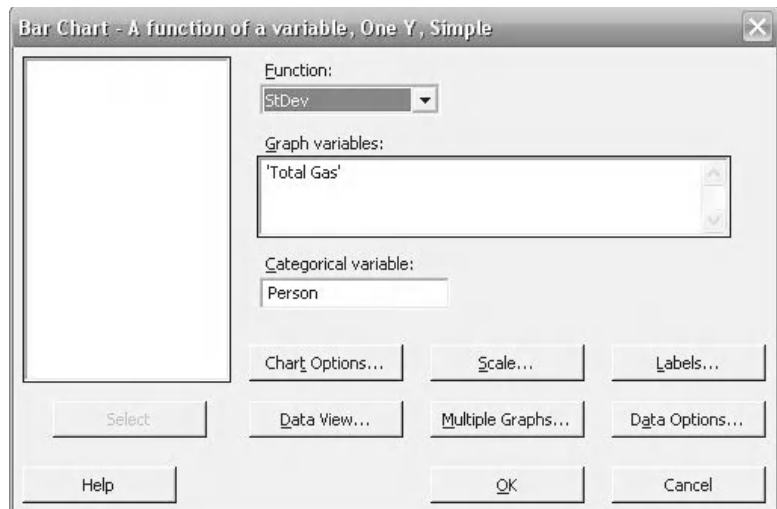 Bar Chart - A function of a variable, One Y, Simple
Function:
StDev
Graph variables:
'Total Gas'
Categorical variable:
Person
Chart Options... Scale... Labels...
Select Data View... Multiple Graphs... Data Options...
Help OK Cancel